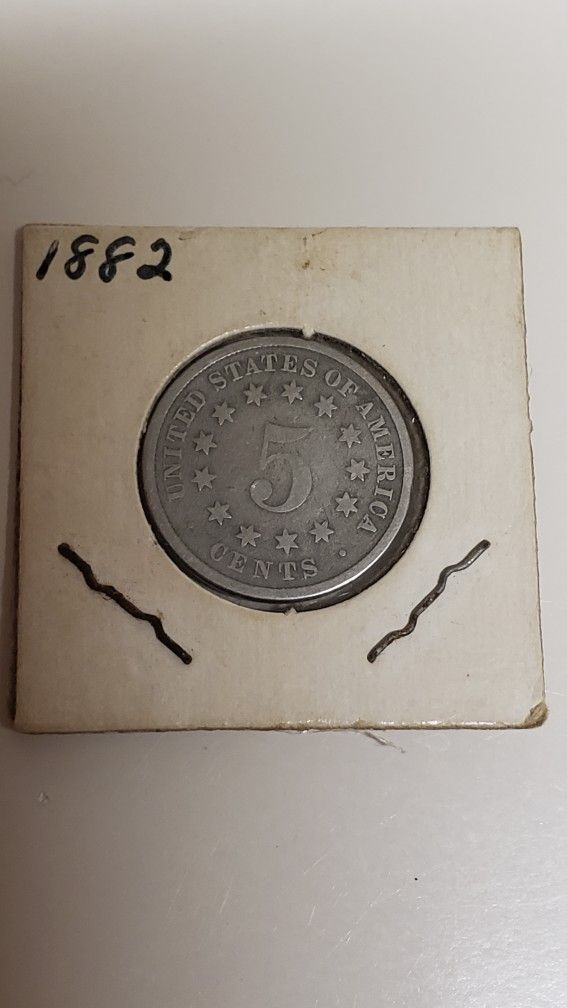 1882
UNITED STATES OF AMERICA
5
CENTS